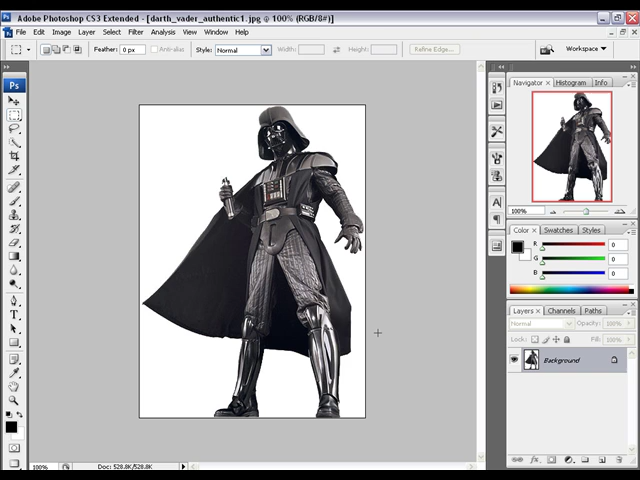 Adobe Photoshop CS3 Extended - [darth_vader_authentic1.jpg @ 100% (RGB/8#)]
File Edit Image Layer Select Filter Analysis View Window Help
Feather: 0 px Anti-alias Style: Normal Width: Height: Refine Edge... Workspace
Ps
Navigator Histogram Info
100%
Color Swatches Styles
R 0
G 0
B 0
Layers Channels Paths
Normal Opacity: 100%
Lock: Fill: 100%
Background
100% Doc: 528.8K/528.8K